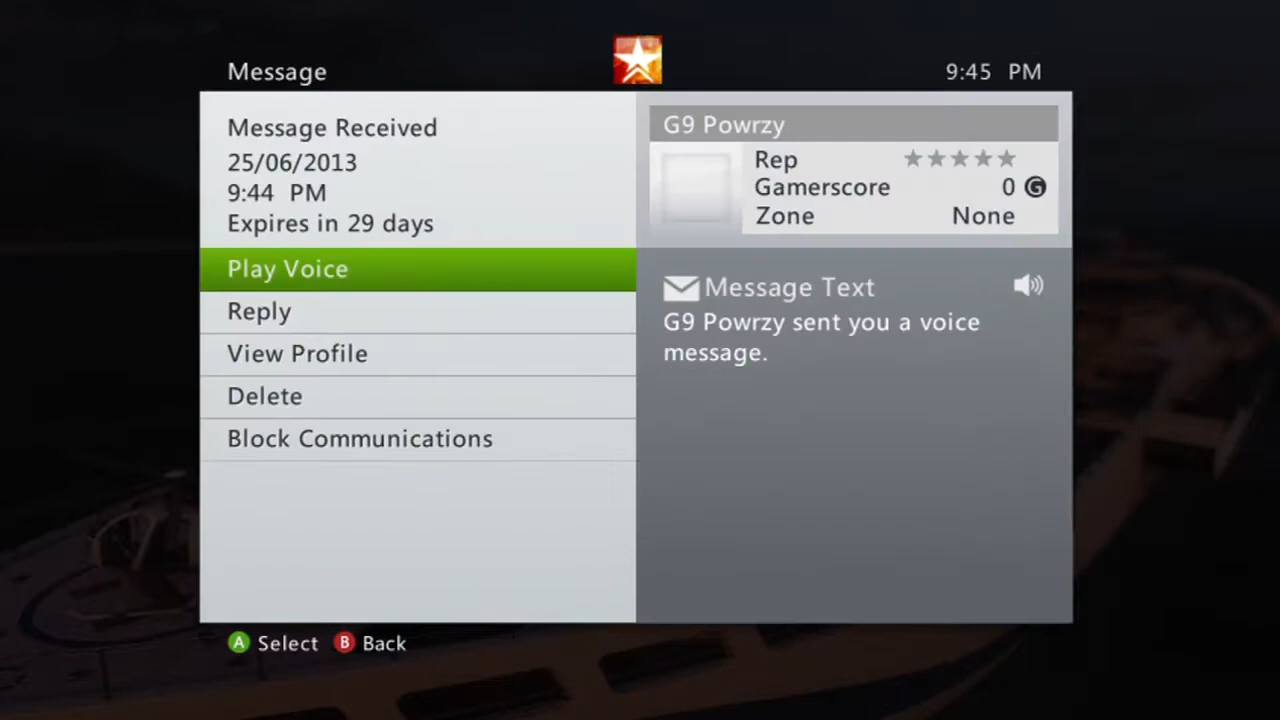 Message
9:45 PM
Message Received
25/06/2013
9:44 PM
Expires in 29 days
Play Voice
Reply
View Profile
Delete
Block Communications
G9 Powrzy
Rep
Gamerscore 0 G
Zone None
Message Text
G9 Powrzy sent you a voice
message.
A Select B Back